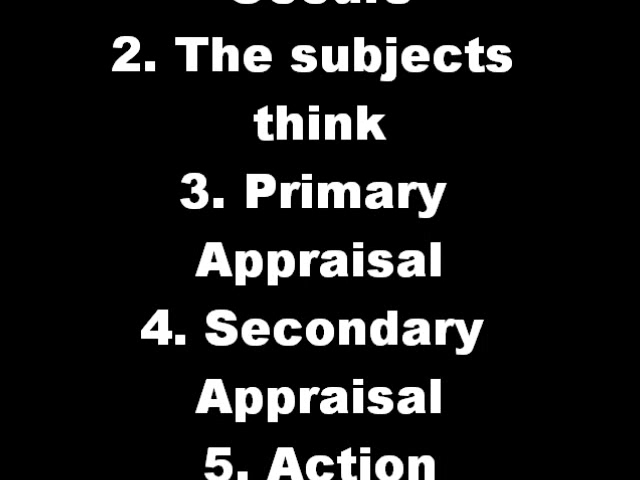 Occurs
2. The subjects
think
3. Primary
Appraisal
4. Secondary
Appraisal
5. Action